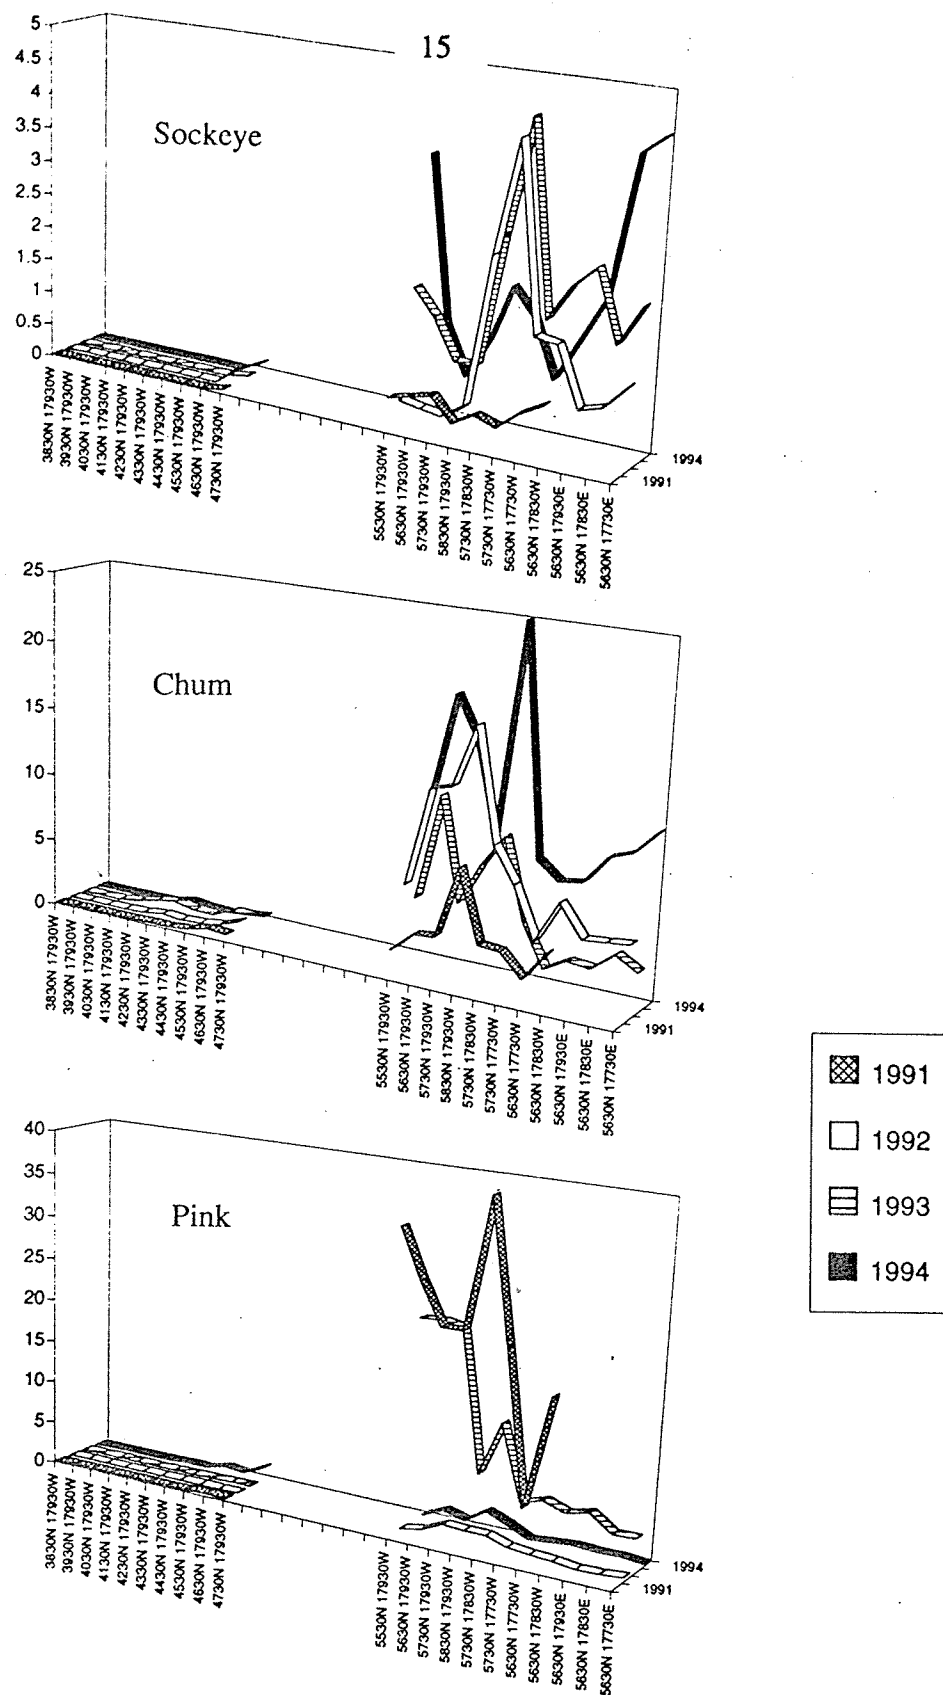 15
5
4.5
4
3.5
3
2.5
2
1.5
1
0.5
0
Sockeye
3830N 17930W
3930N 17930W
4030N 17930W
4130N 17930W
4230N 17930W
4330N 17930W
4430N 17930W
4530N 17930W
4630N 17930W
4730N 17930W
5530N 17930W
5630N 17930W
5730N 17930W
5830N 17930W
5730N 17830W
5730N 17730W
5630N 17730W
5630N 17830W
5630N 17930E
5630N 17830E
5630N 17730E
1991
1994
25
20
15
10
5
0
Chum
3830N 17930W
3930N 17930W
4030N 17930W
4130N 17930W
4230N 17930W
4330N 17930W
4430N 17930W
4530N 17930W
4630N 17930W
4730N 17930W
5530N 17930W
5630N 17930W
5730N 17930W
5830N 17930W
5730N 17830W
5730N 17730W
5630N 17730W
5630N 17830W
5630N 17930E
5630N 17830E
5630N 17730E
1991
1994
40
35
30
25
20
15
10
5
0
Pink
3830N 17930W
3930N 17930W
4030N 17930W
4130N 17930W
4230N 17930W
4330N 17930W
4430N 17930W
4530N 17930W
4630N 17930W
4730N 17930W
5530N 17930W
5630N 17930W
5730N 17930W
5830N 17930W
5730N 17830W
5730N 17730W
5630N 17730W
5630N 17830W
5630N 17930E
5630N 17830E
5630N 17730E
1991
1994
1991
1992
1993
1994